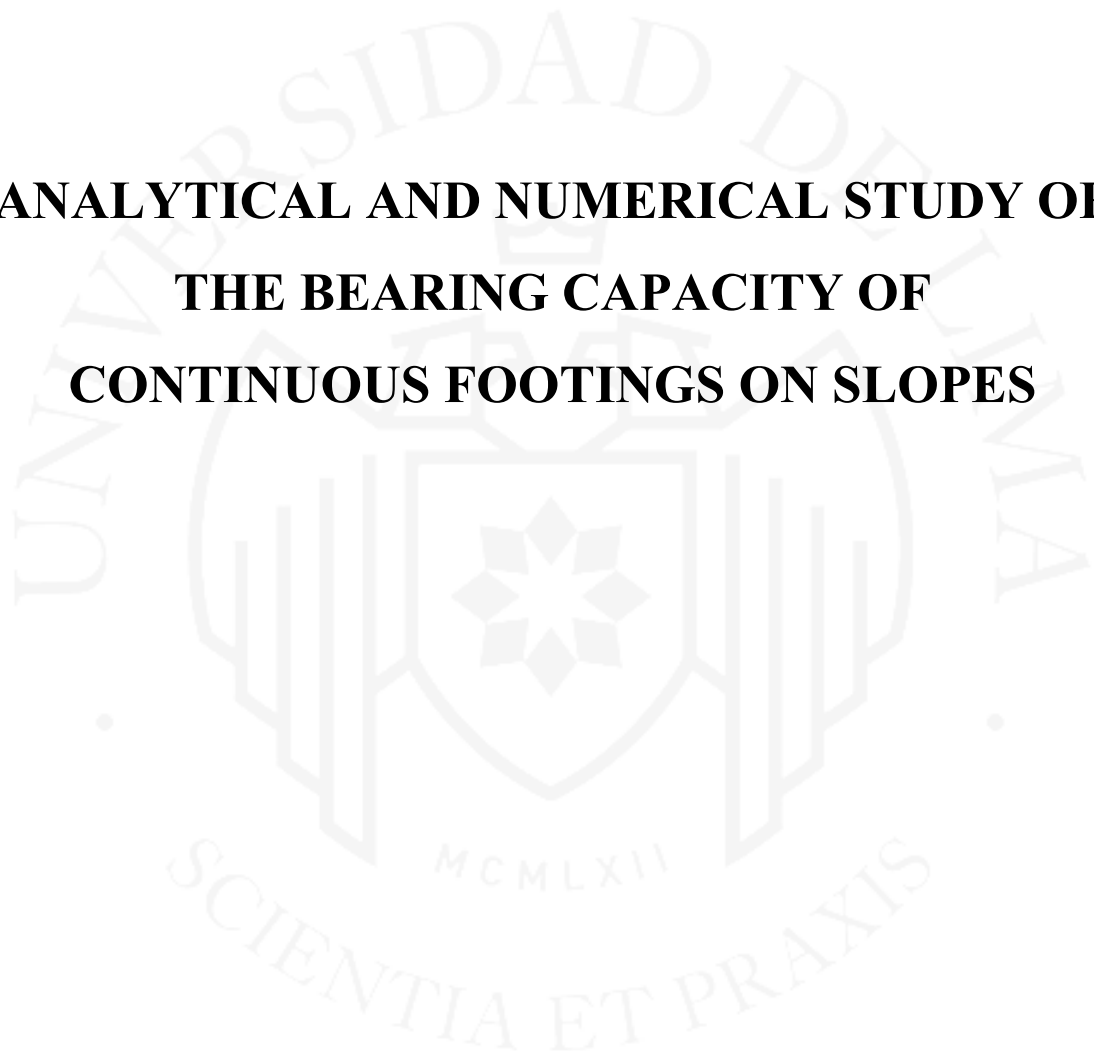 UNIVERSIDAD DE LIMA
ANALYTICAL AND NUMERICAL STUDY OF
THE BEARING CAPACITY OF
CONTINUOUS FOOTINGS ON SLOPES
MCMLXII
SCIENTIA ET PRAXIS